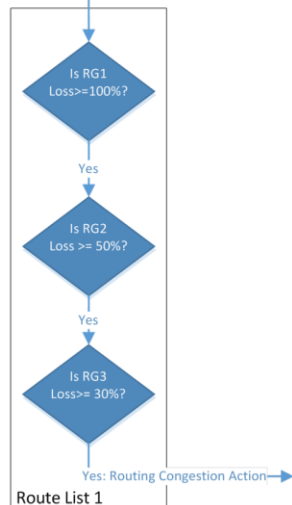 Is RG1
Loss>=100%?
Yes
Is RG2
Loss >= 50%?
Yes
Is RG3
Loss>= 30%?
Yes: Routing Congestion Action
Route List 1